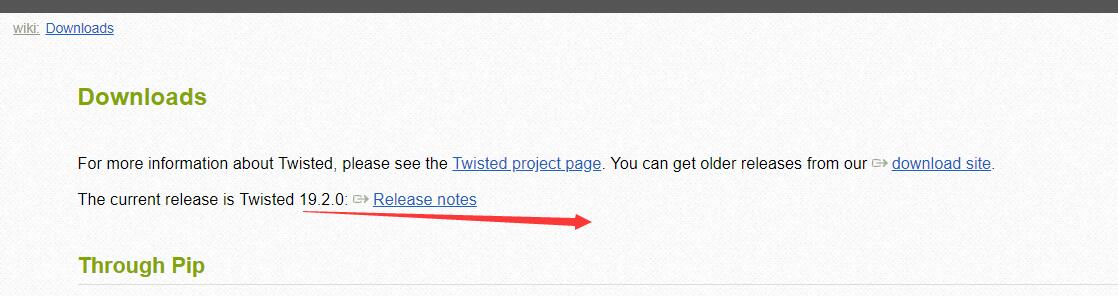 wiki: Downloads
Downloads
For more information about Twisted, please see the Twisted project page. You can get older releases from our download site.
The current release is Twisted 19.2.0: Release notes
Through Pip